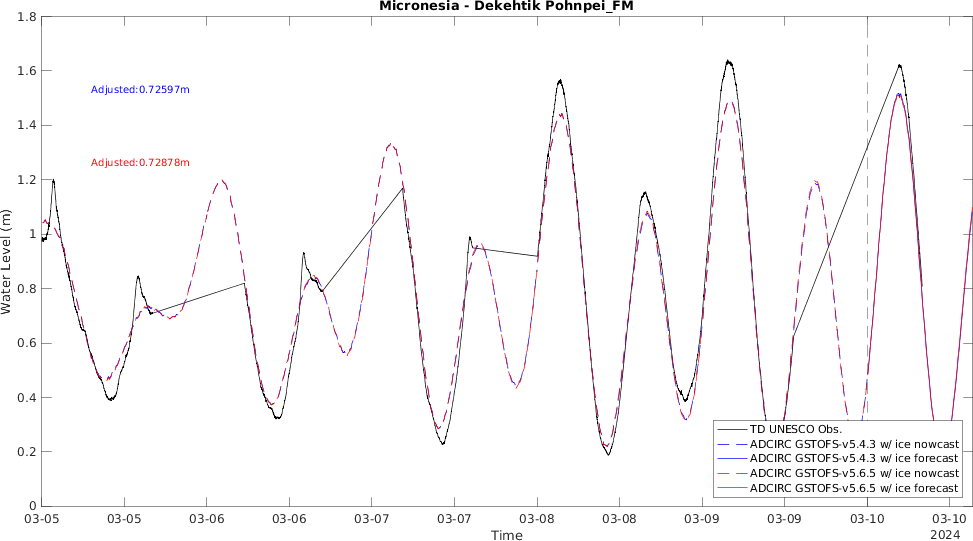 Micronesia - Dekehtik Pohnpei_FM
1.8
1.6
1.4
1.2
1
0.8
0.6
0.4
0.2
0
Water Level (m)
Adjusted:0.72597m
Adjusted:0.72878m
TD UNESCO Obs.
ADCIRC GSTOFS-v5.4.3 w/ ice nowcast
ADCIRC GSTOFS-v5.4.3 w/ ice forecast
ADCIRC GSTOFS-v5.6.5 w/ ice nowcast
ADCIRC GSTOFS-v5.6.5 w/ ice forecast
03-05 03-05 03-06 03-06 03-07 03-07 03-08 03-08 03-09 03-09 03-10 03-10
2024
Time